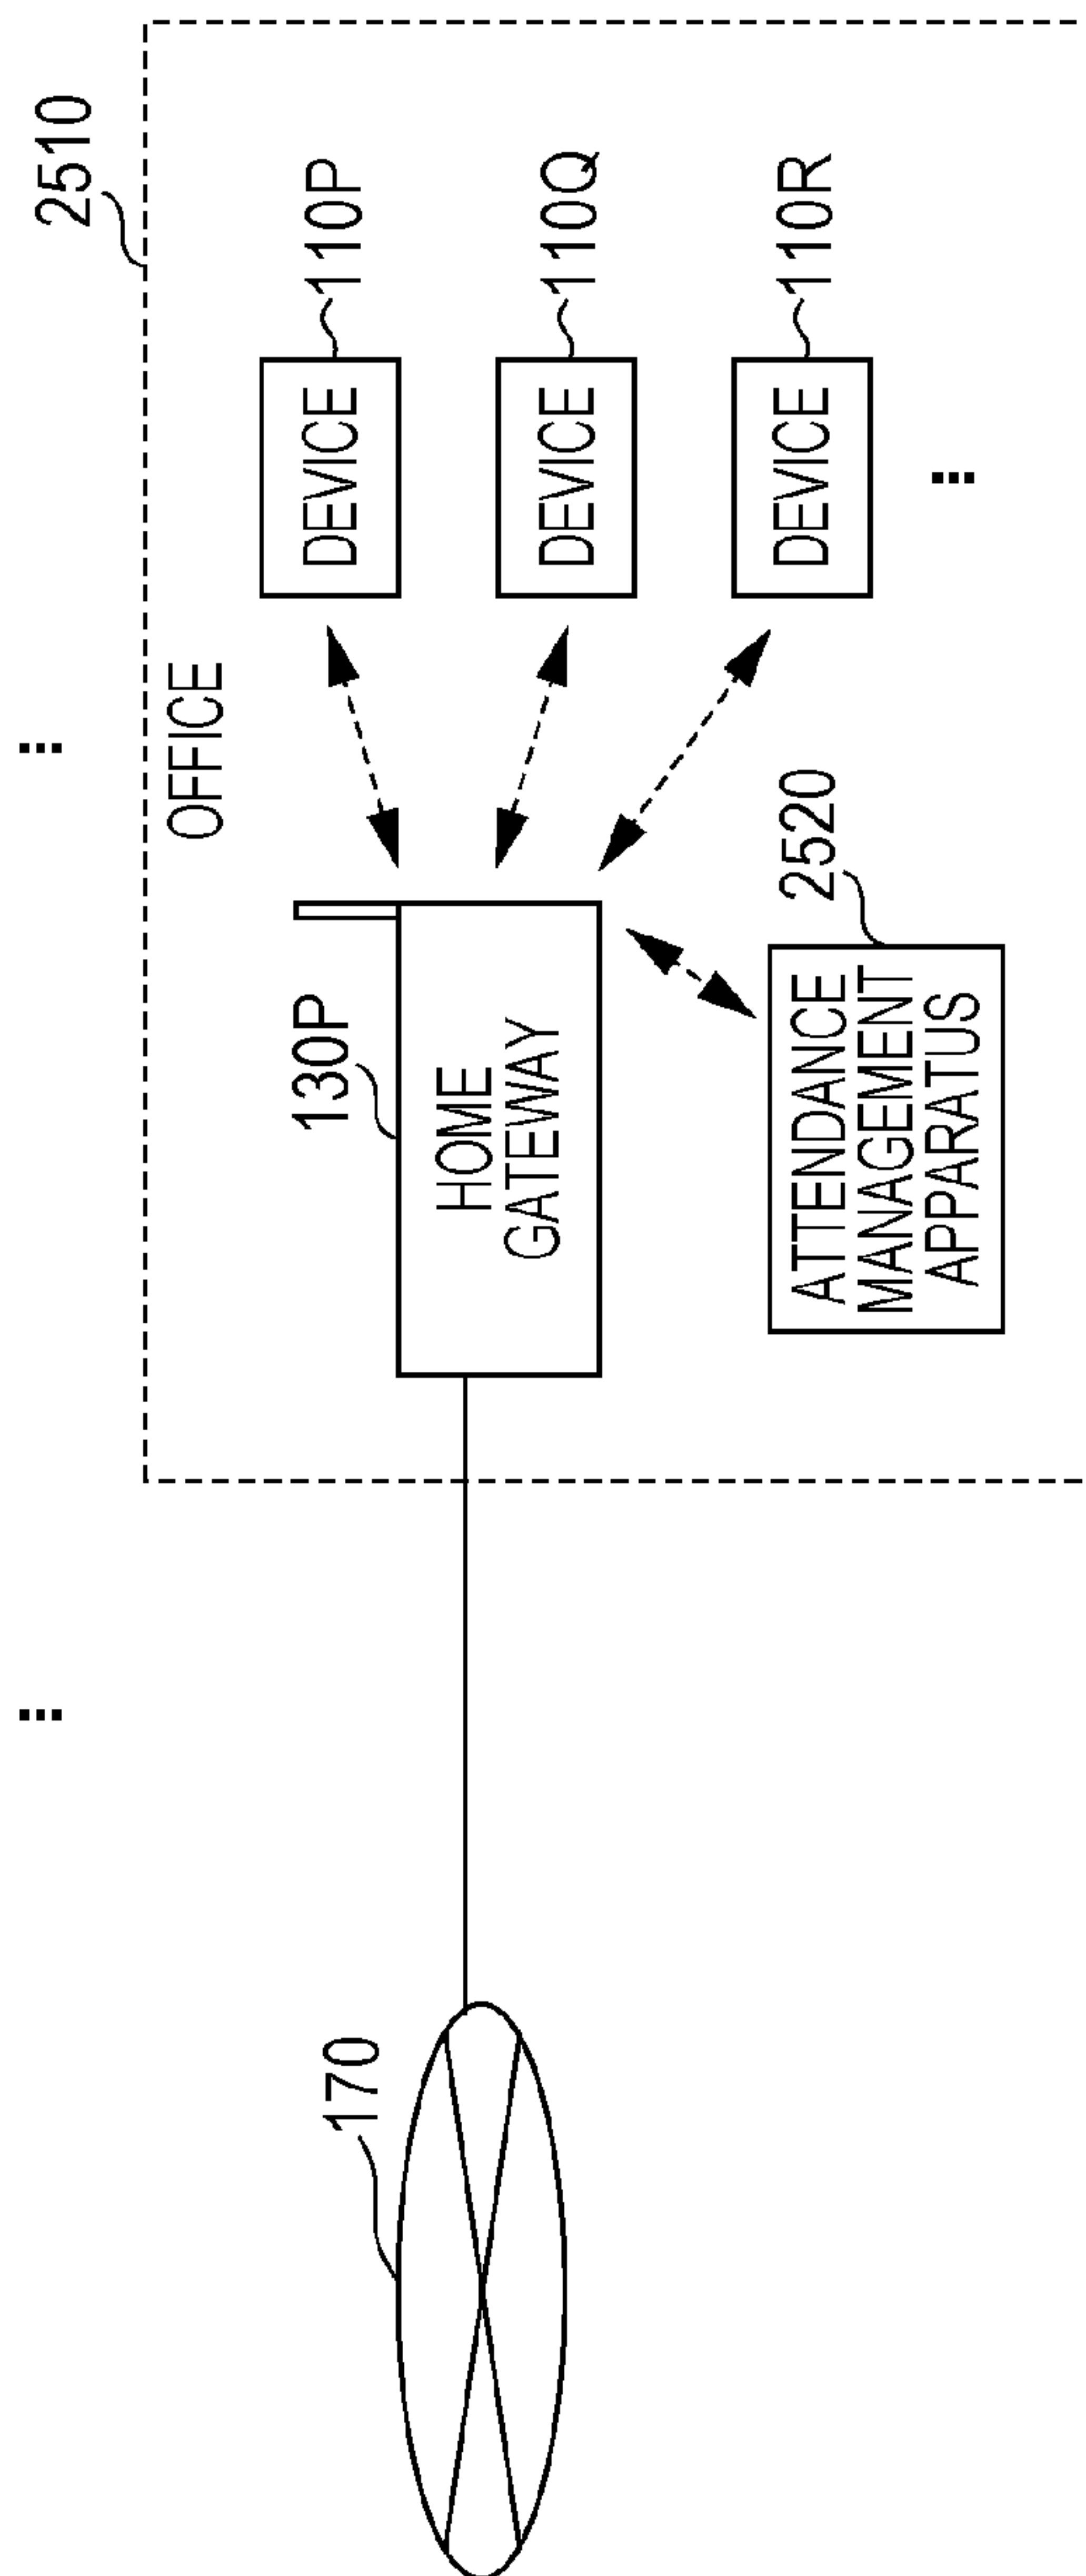 2510
OFFICE
110P
DEVICE
130P
170
HOME
GATEWAY
110Q
DEVICE
110R
DEVICE
2520
ATTENDANCE
MANAGEMENT
APPARATUS